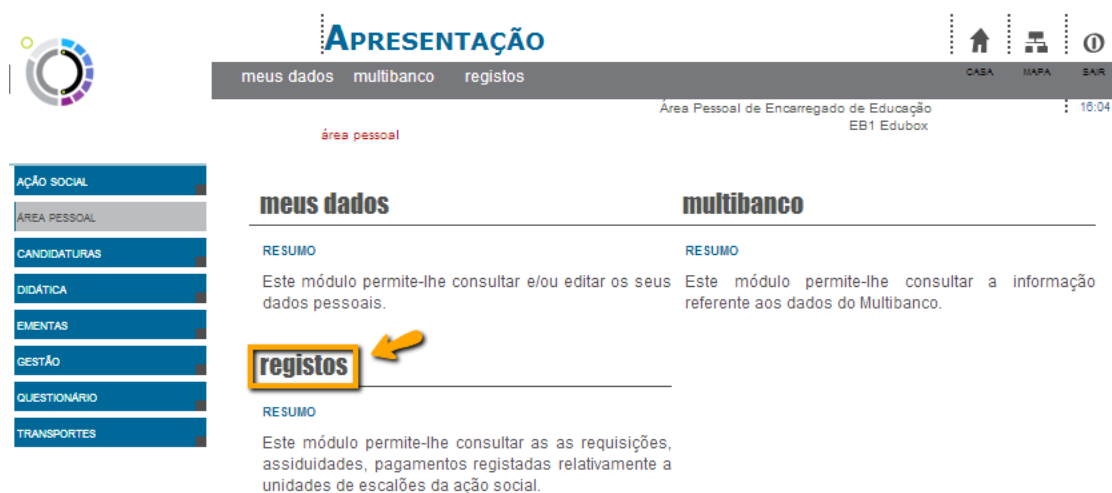 APRESENTAÇÃO
meus dados multibanco registos
CASA MAPA SAIR
Área Pessoal de Encarregado de Educação
EB1 Edubox
16:04
área pessoal
AÇÃO SOCIAL
ÁREA PESSOAL
CANDIDATURAS
DIDÁTICA
EMENTAS
GESTÃO
QUESTIONÁRIO
TRANSPORTES
meus dados
RESUMO
Este módulo permite-lhe consultar e/ou editar os seus
dados pessoais.
multibanco
RESUMO
Este módulo permite-lhe consultar a informação
referente aos dados do Multibanco.
registos
RESUMO
Este módulo permite-lhe consultar as as requisições,
assiduidades, pagamentos registadas relativamente a
unidades de escalões da ação social.